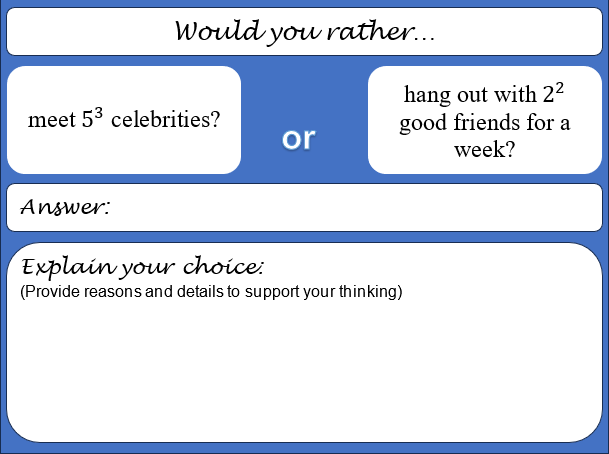 Would you rather...
meet 5³ celebrities?
or
hang out with 2²
good friends for a
week?
Answer:
Explain your choice:
(Provide reasons and details to support your thinking)